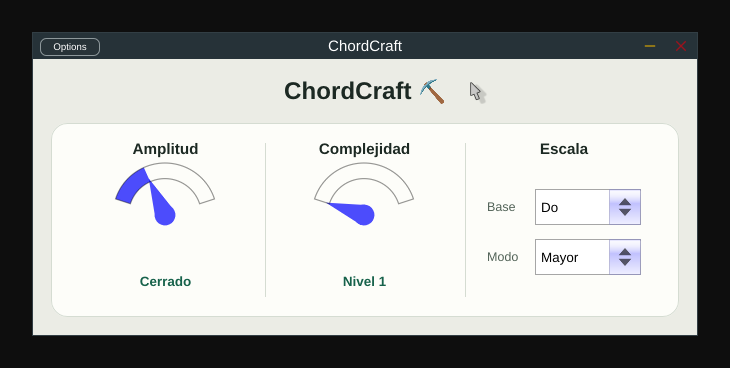 Options
ChordCraft
ChordCraft
Amplitud
Complejidad
Escala
Base
Do
Modo
Mayor
Cerrado
Nivel 1